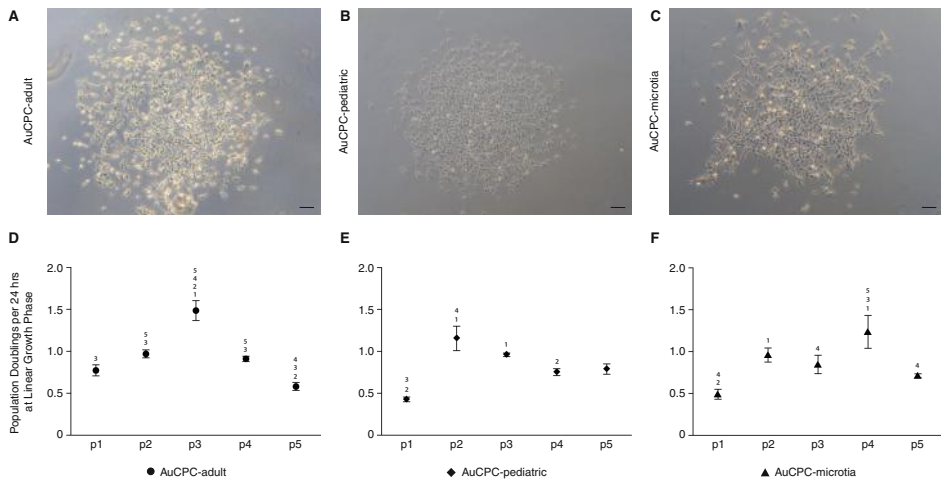 A
B
C
AuCPC-adult
AuCPC-pediatric
AuCPC-microtia
D
E
F
Population Doublings per 24 hrs
at Linear Growth Phase
2.0
1.5
1.0
0.5
0
3
5
3
5
4
2
1
5
3
4
3
2
p1 p2 p3 p4 p5
AuCPC-adult
2.0
1.5
1.0
0.5
0
3
2
4
1
1
2
p1 p2 p3 p4 p5
AuCPC-pediatric
2.0
1.5
1.0
0.5
0
4
2
1
4
5
3
1
4
p1 p2 p3 p4 p5
AuCPC-microtia